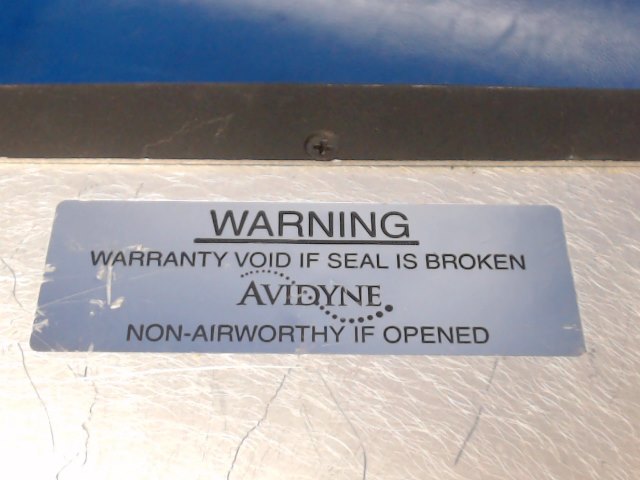 WARNING
WARRANTY VOID IF SEAL IS BROKEN
AVIDYNE
NON-AIRWORTHY IF OPENED